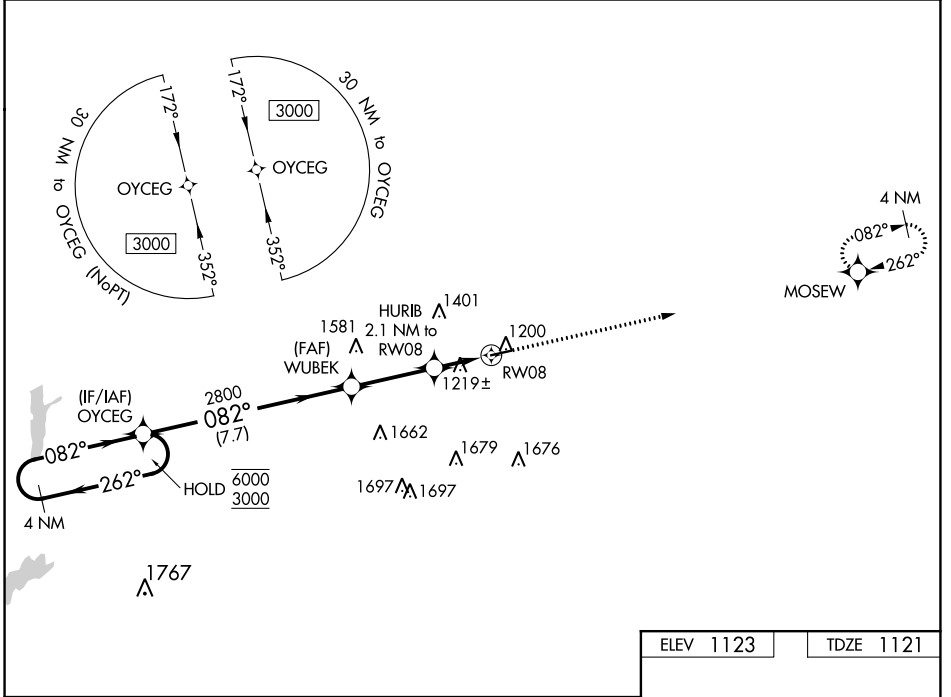 30 NM to OYCEG (NoPT)
172°
OYCEG
3000
352°
30 NM to OYCEG
172°
3000
OYCEG
352°
4 NM
082°
262°
MOSEW
HURIB
2.1 NM to
RW08
1401
1581
(FAF)
WUBEK
1200
RW08
1219±
(IF/IAF)
OYCEG
2800
082°
(7.7)
082°
262°
4 NM
HOLD
6000
3000
1662
1679
1676
1697
1697
1767
ELEV 1123
TDZE 1121